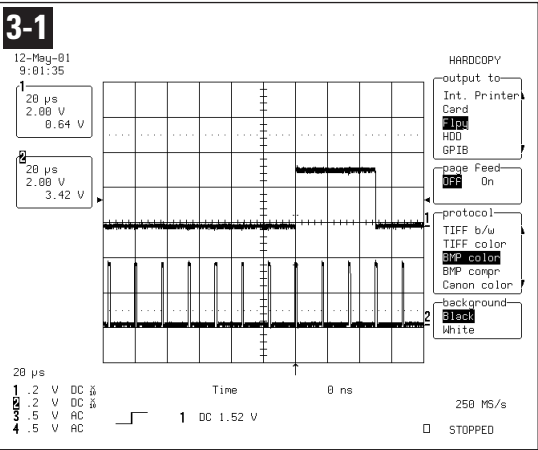 3-1
12-May-01
9:01:35
1
20 µs
2.00 V
0.64 V
2
20 µs
2.00 V
3.42 V
1
2
HARDCOPY
output to
Int. Printer
Card
Flpy
HDD
GPIB
page Feed
Off On
protocol
TIFF b/w
TIFF color
BMP color
BMP compr
Canon color
background
Black
White
20 µs
1 .2 V DC X10
2 .2 V DC X10
3 .5 V AC
4 .5 V AC
Time 0 ns
1 DC 1.52 V
250 MS/s
STOPPED